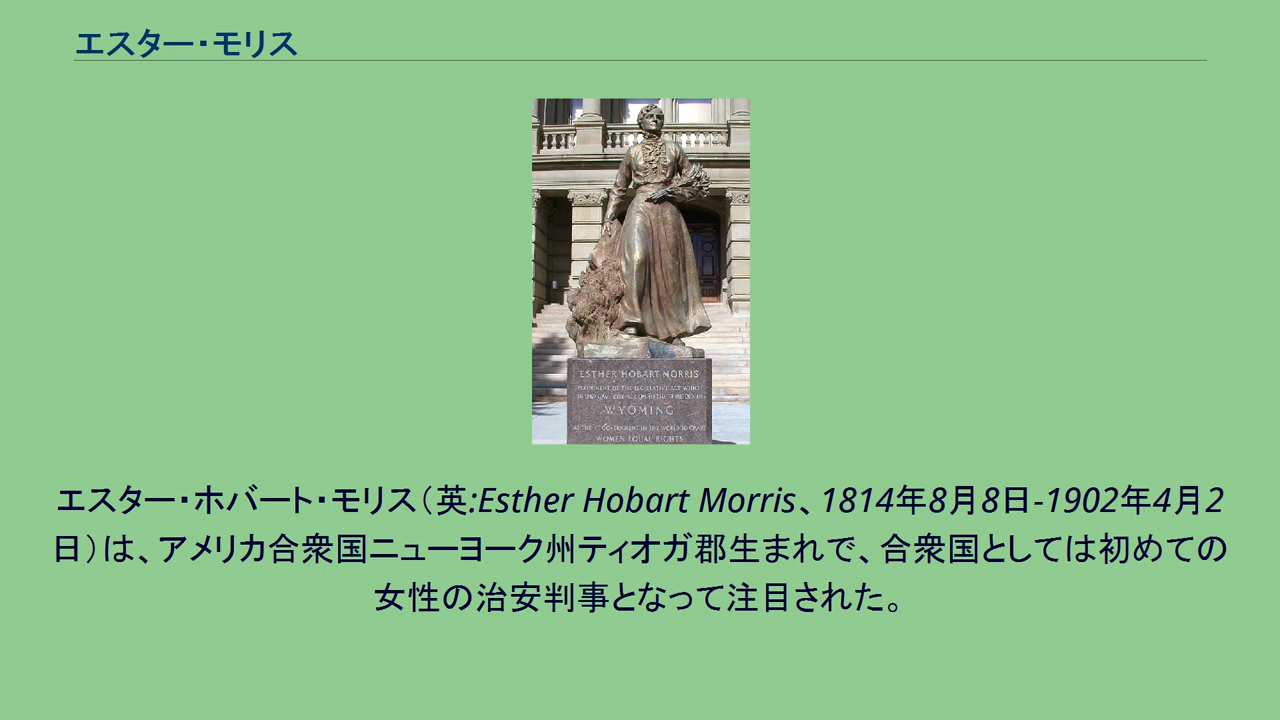 エスター・モリス
ESTHER HOBART MORRIS
WYOMING
WOMEN EQUAL RIGHTS
エスター・ホバート・モリス（英:Esther Hobart Morris、1814年8月8日-1902年4月2
日）は、アメリカ合衆国ニューヨーク州ティオガ郡生まれで、合衆国としては初めての
女性の治安判事となって注目された。